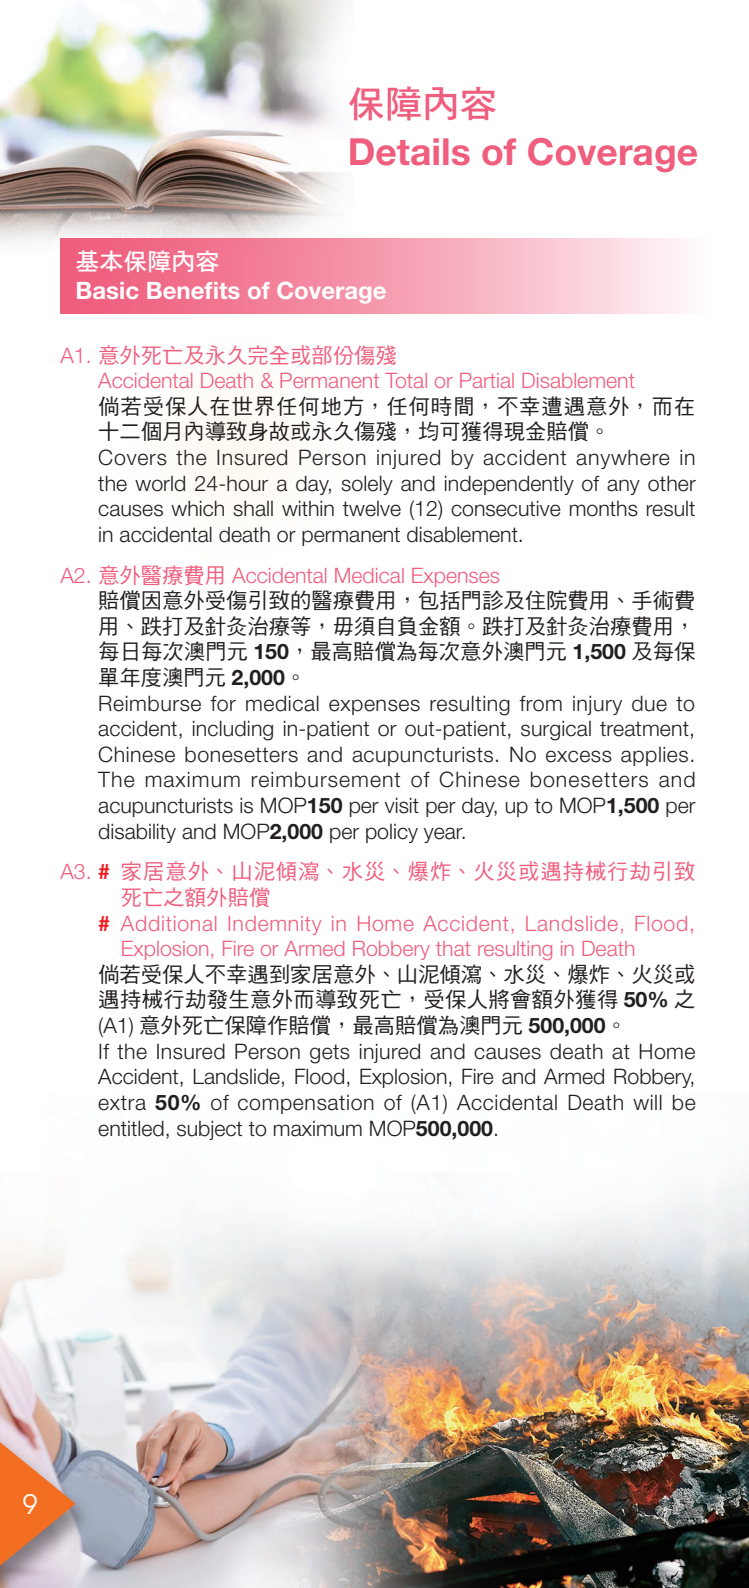 保障內容
Details of Coverage
基本保障內容
Basic Benefits of Coverage
A1. 意外死亡及永久完全或部份傷殘
Accidental Death & Permanent Total or Partial Disablement
倘若受保人在世界任何地方，任何時間，不幸遭遇意外，而在
十二個月內導致身故或永久傷殘，均可獲得現金賠償。
Covers the Insured Person injured by accident anywhere in
the world 24-hour a day, solely and independently of any other
causes which shall within twelve (12) consecutive months result
in accidental death or permanent disablement.
A2. 意外醫療費用 Accidental Medical Expenses
賠償因意外受傷引致的醫療費用，包括門診及住院費用、手術費
用、跌打及針灸治療等，毋須自負金額。跌打及針灸治療費用，
每日每次澳門元 150，最高賠償為每次意外澳門元 1,500 及每保
單年度澳門元 2,000。
Reimburse for medical expenses resulting from injury due to
accident, including in-patient or out-patient, surgical treatment,
Chinese bonesetters and acupuncturists. No excess applies.
The maximum reimbursement of Chinese bonesetters and
acupuncturists is MOP150 per visit per day, up to MOP1,500 per
disability and MOP2,000 per policy year.
A3. # 家居意外、山泥傾瀉、水災、爆炸、火災或遇持械行劫引致
死亡之額外賠償
# Additional Indemnity in Home Accident, Landslide, Flood,
Explosion, Fire or Armed Robbery that resulting in Death
倘若受保人不幸遇到家居意外、山泥傾瀉、水災、爆炸、火災或
遇持械行劫發生意外而導致死亡，受保人將會額外獲得 50% 之
(A1) 意外死亡保障作賠償，最高賠償為澳門元 500,000。
If the Insured Person gets injured and causes death at Home
Accident, Landslide, Flood, Explosion, Fire and Armed Robbery,
extra 50% of compensation of (A1) Accidental Death will be
entitled, subject to maximum MOP500,000.
9